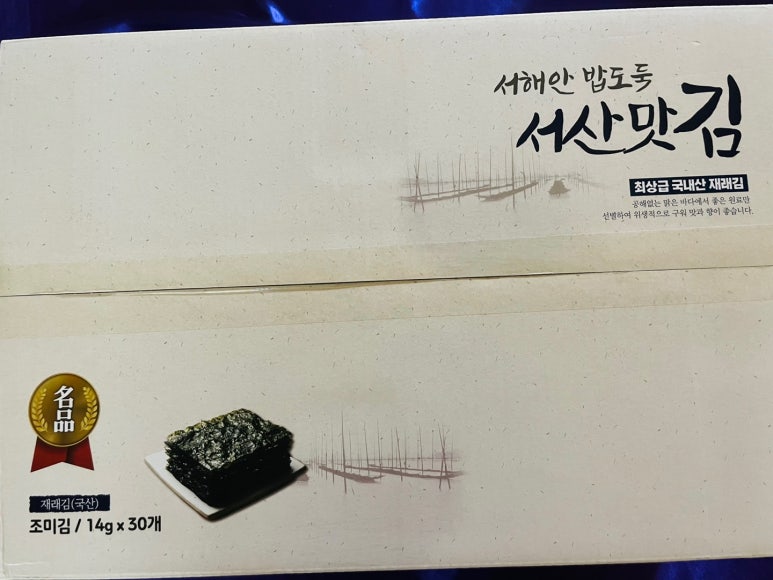 서해안 밥도둑
서산맛김
최상급 국내산 재래김
공해없는 맑은 바다에서 좋은 원료만
선별하여 위생적으로 구워 맛과 향이 좋습니다.
名品
재래김(국산)
조미김 / 14g x 30개